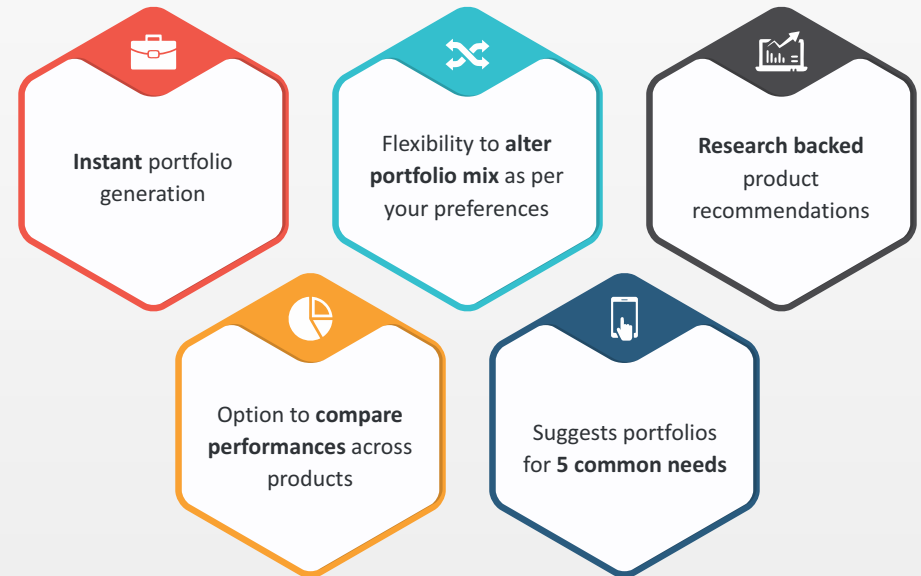 Instant portfolio
generation
Flexibility to alter
portfolio mix as per
your preferences
Research backed
product
recommendations
Option to compare
performances across
products
Suggests portfolios
for 5 common needs